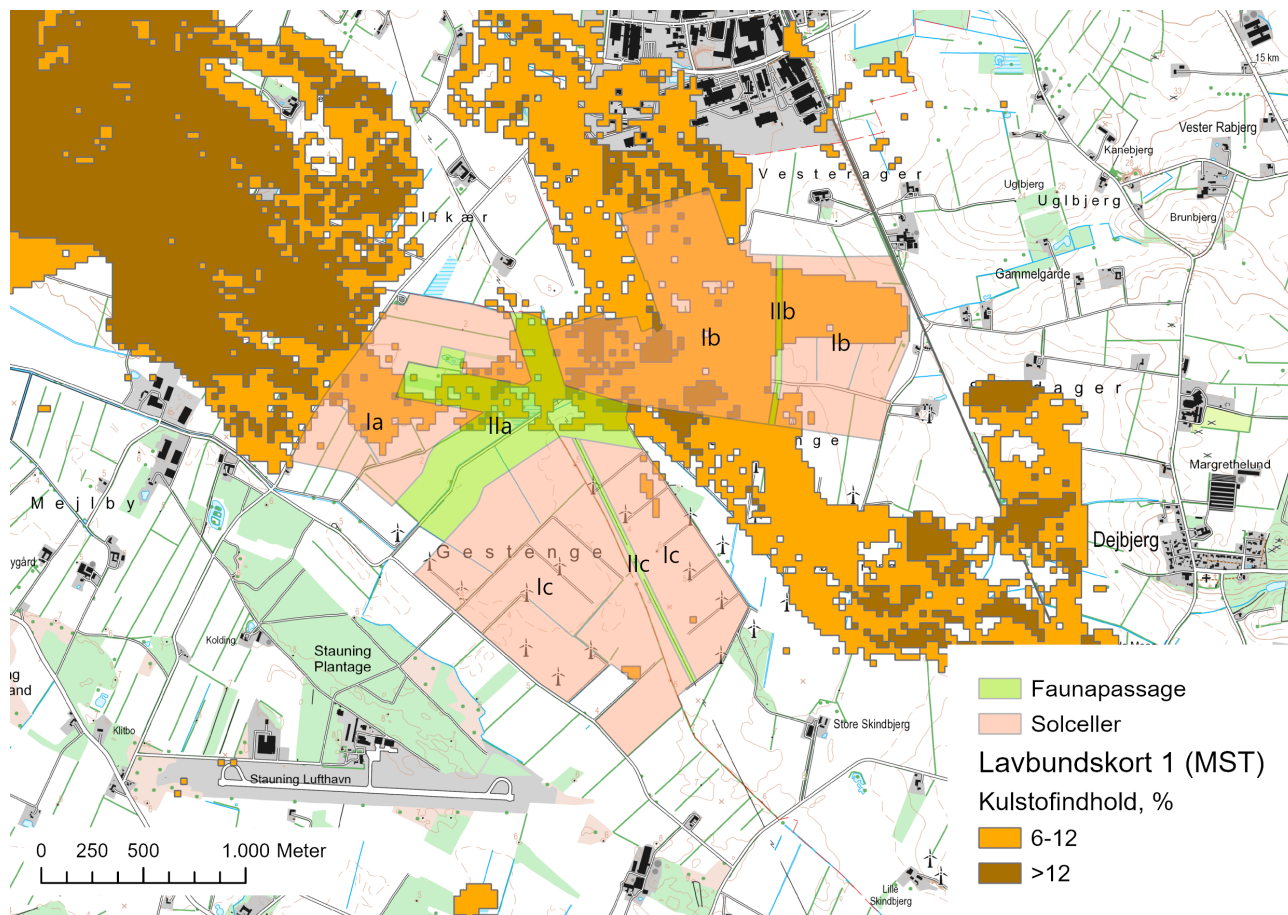 15 km
Vester Rabjerg
Kanebjerg
Vesterager
Uglbjerg
Uglbjerg
Brunbjerg
Gammelgårde
IIb
Ib
Ib
Ia
IIa
Margrethelund
Mejlby
Gestenge
Dejbjerg
Ic
IIc
Ic
Kolding
Stauning
Plantage
Klitbo
Store Skindbjerg
Stauning Lufthavn
Lille
Skindbjerg
Faunapassage
Solceller
Lavbundskort 1 (MST)
Kulstofindhold, %
6-12
>12
0 250 500 1.000 Meter